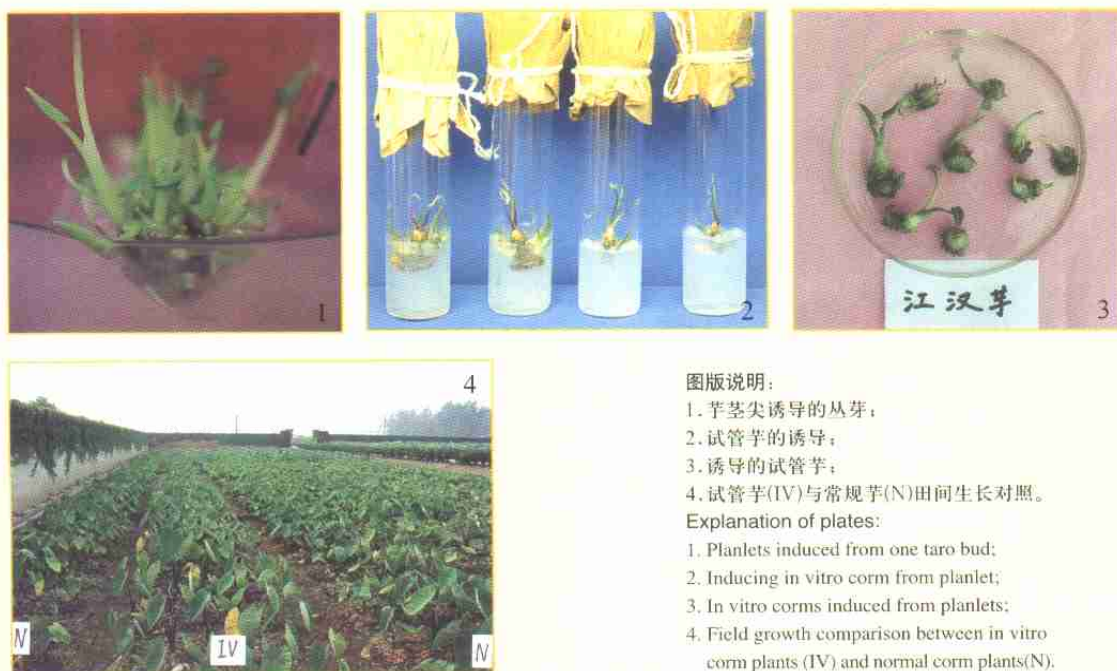 1
2
3
江汉芋
4
N
IV
N
图版说明：
1.芋茎尖诱导的丛芽；
2.试管芋的诱导；
3.诱导的试管芋；
4.试管芋(IV)与常规芋(N)田间生长对照。
Explanation of plates:
1. Planlets induced from one taro bud;
2. Inducing in vitro corm from planlet;
3. In vitro corms induced from planlets;
4. Field growth comparison between in vitro
corm plants (IV) and normal corm plants(N).